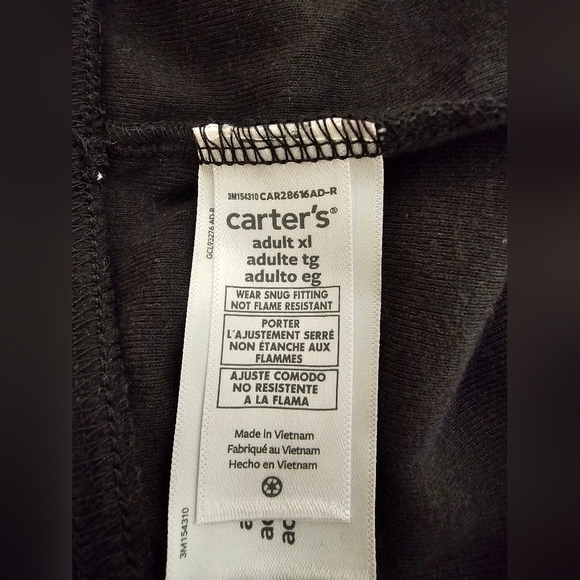 3M154310 CAR28616AD-R
carter's®
adult xl
adulte tg
adulto eg
WEAR SNUG FITTING
NOT FLAME RESISTANT
PORTER
L'AJUSTEMENT SERRÉ
NON ÉTANCHE AUX
FLAMMES
AJUSTE COMODO
NO RESISTENTE
A LA FLAMA
Made in Vietnam
Fabriqué au Vietnam
Hecho en Vietnam
3M154310